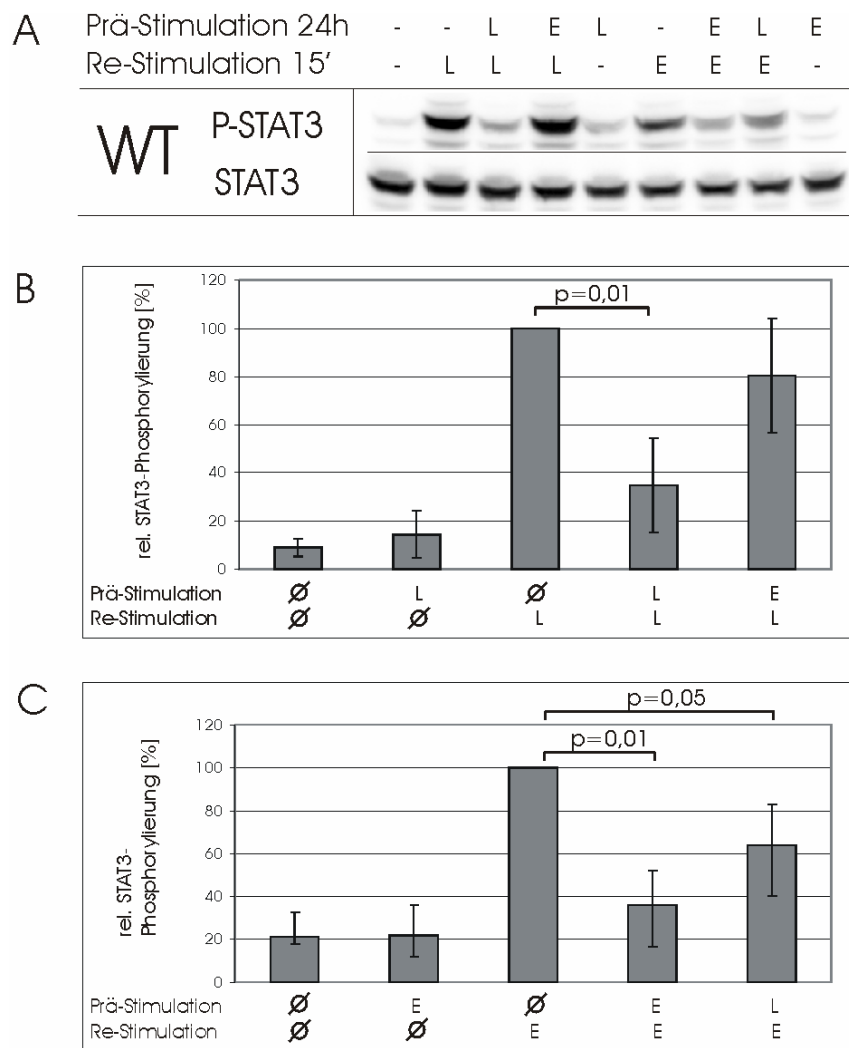 A
Prä-Stimulation 24h - - L E L - E L E
Re-Stimulation 15' - L L L - E E E -
WT
P-STAT3
STAT3
B
rel. STAT3-Phosphorylierung [%]
120
100
80
60
40
20
0
p=0,01
Prä-Stimulation Ø L Ø L E
Re-Stimulation Ø Ø L L L
C
rel. STAT3-
Phosphorylierung [%]
120
100
80
60
40
20
0
p=0,05
p=0,01
Prä-Stimulation Ø E Ø E L
Re-Stimulation Ø Ø E E E